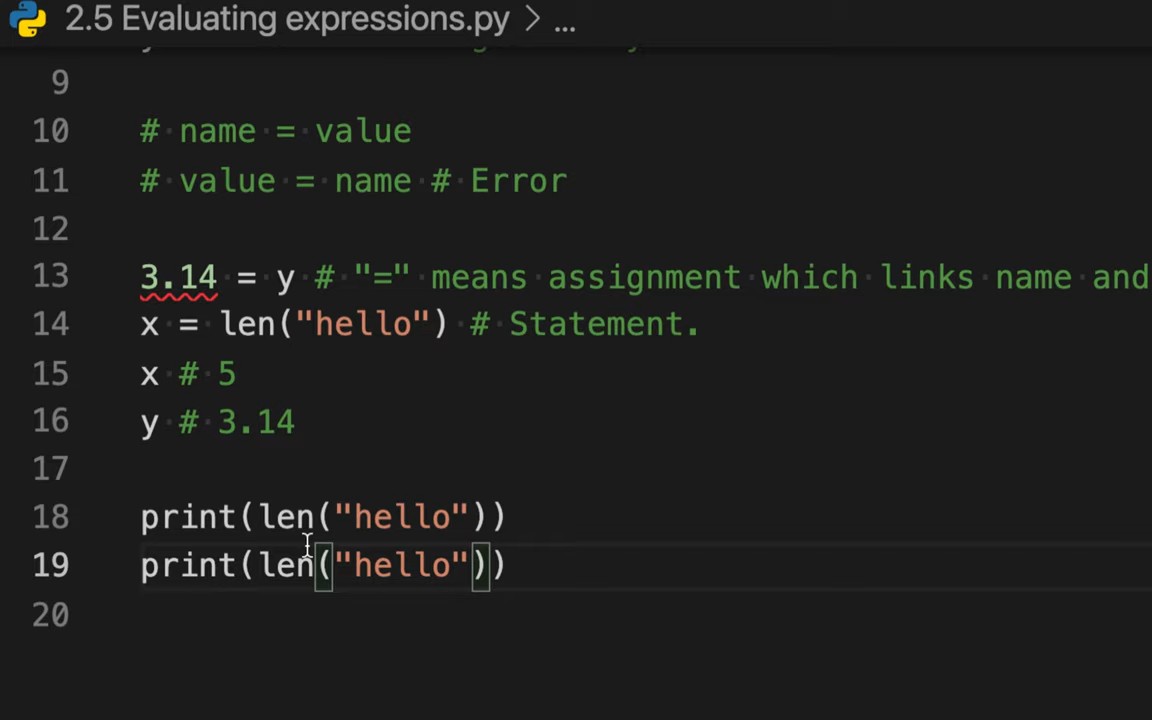 2.5 Evaluating expressions.py > ...
9
10 # name = value
11 # value = name # Error
12
13 3.14 = y # "=" means assignment which links name and
14 x = len("hello") # Statement.
15 x # 5
16 y # 3.14
17
18 print(len("hello"))
19 print(len("hello"))
20